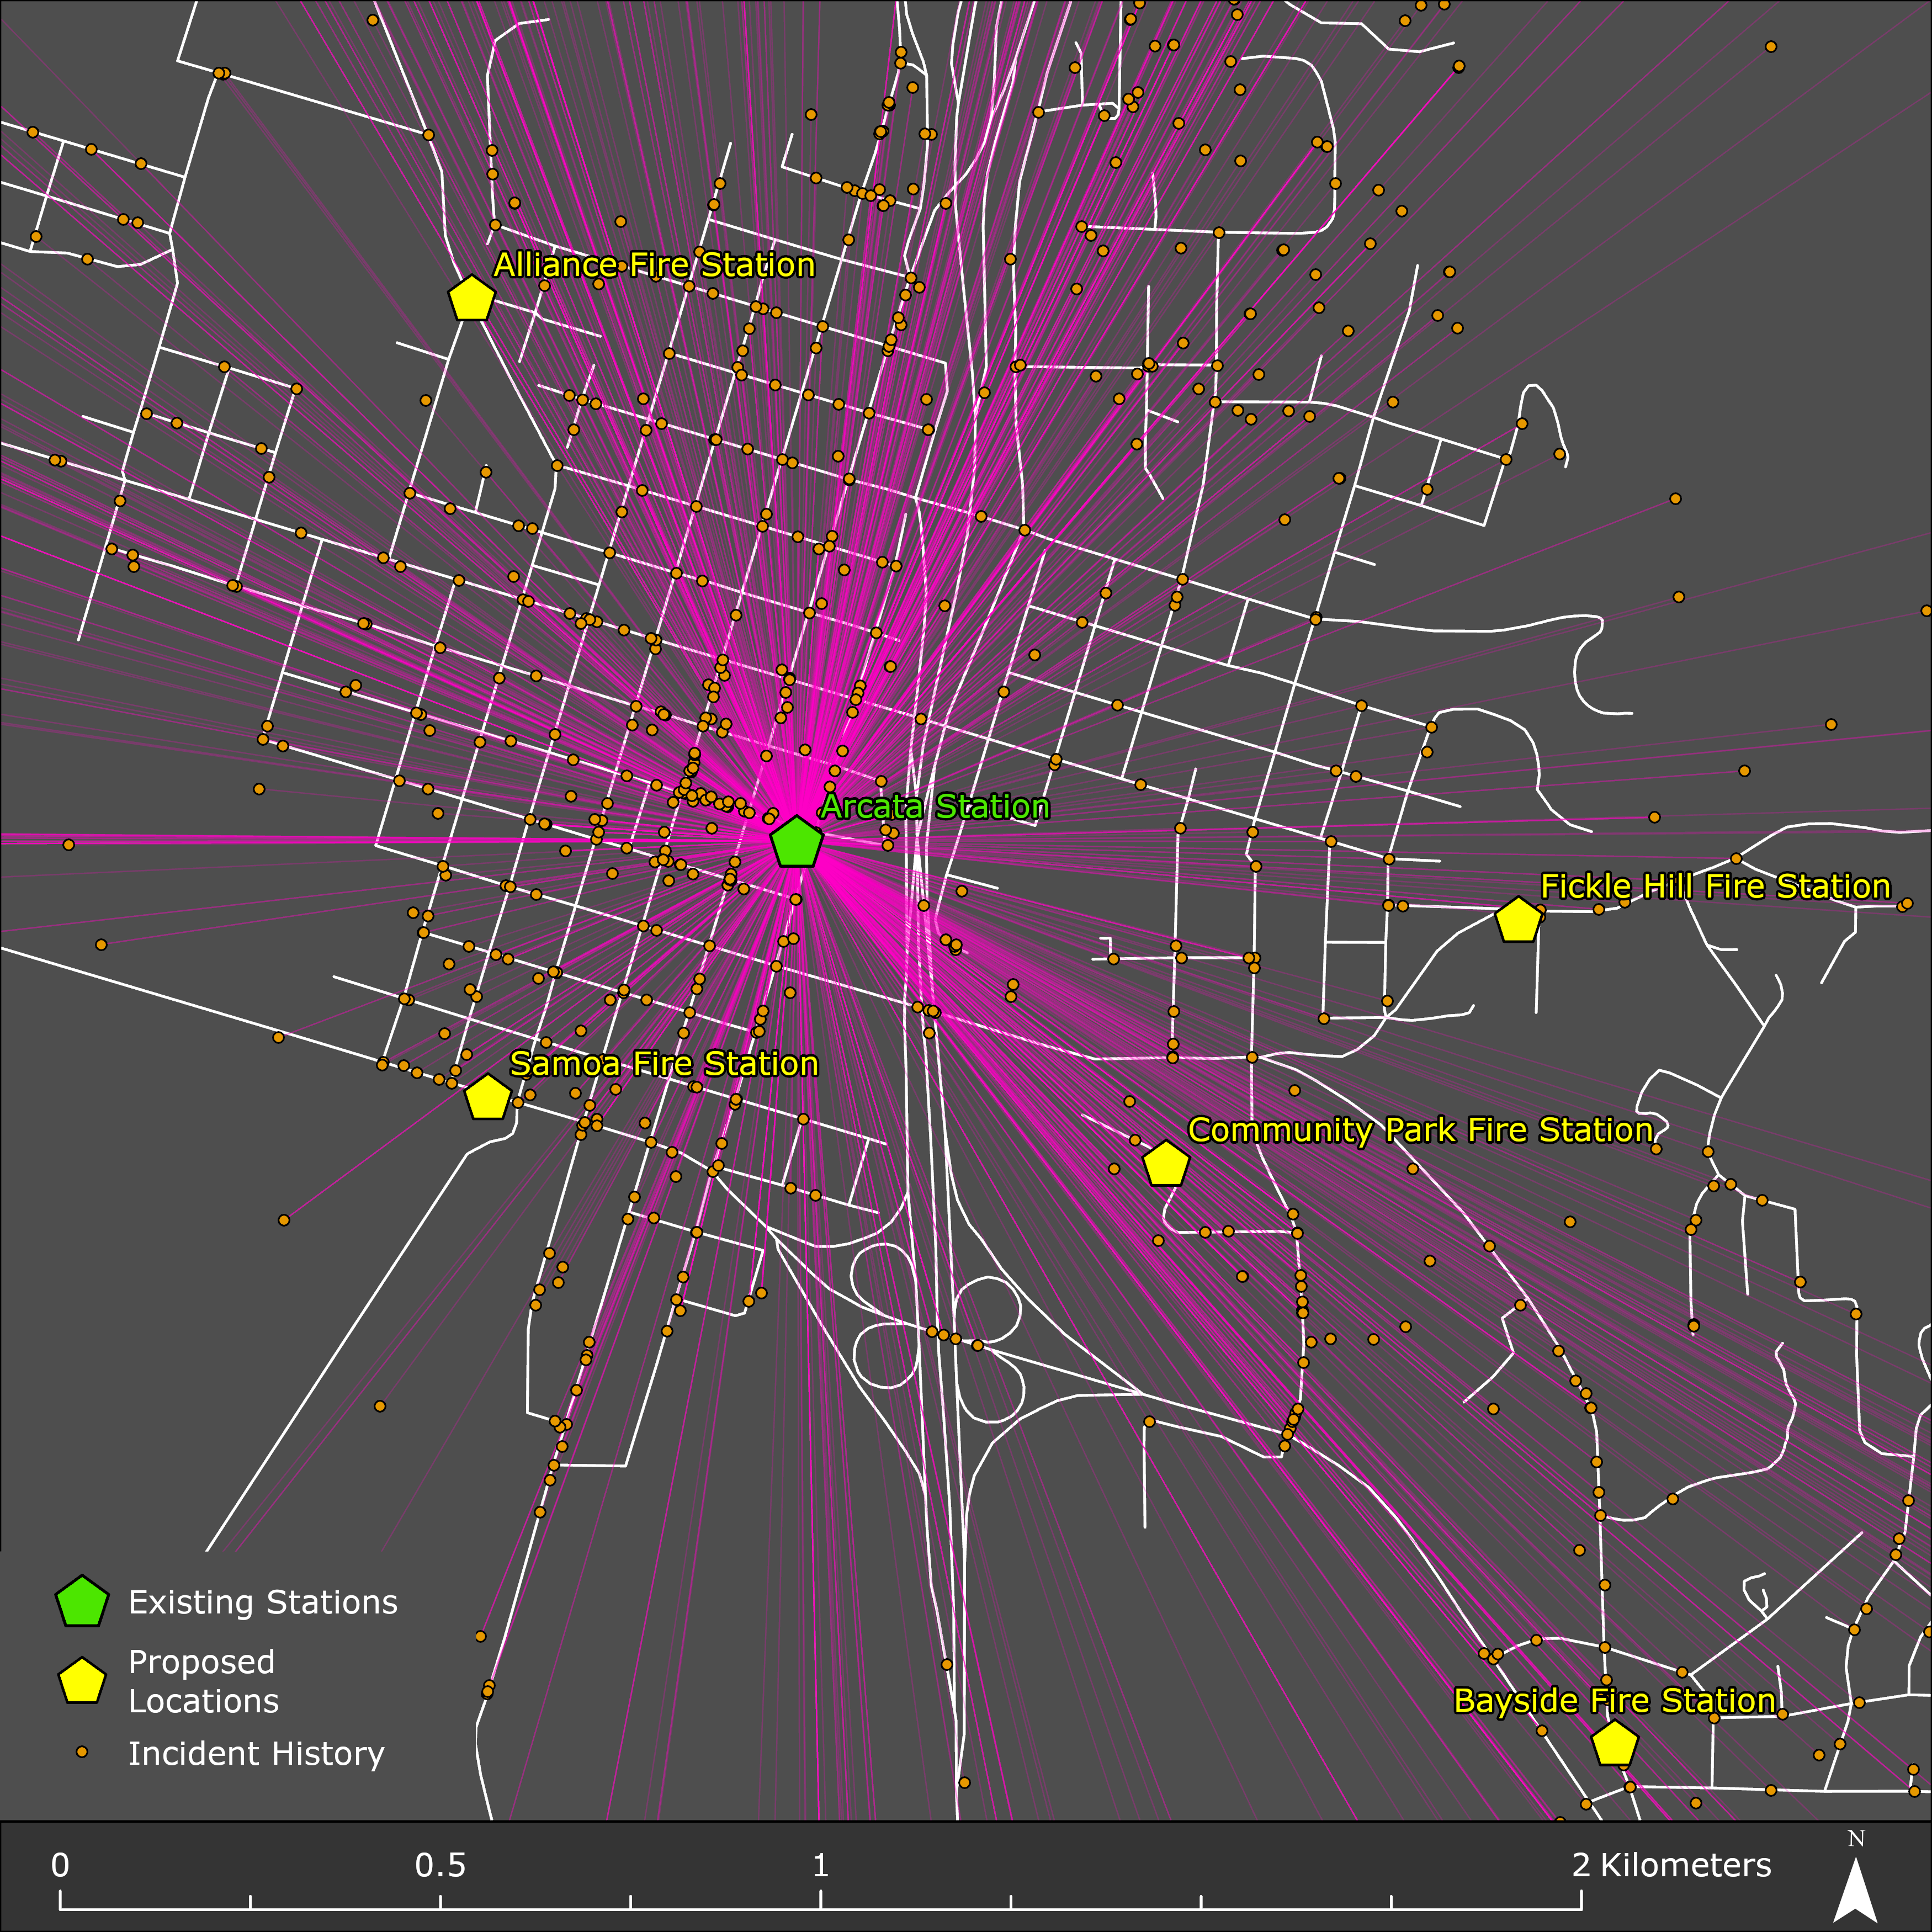 Alliance Fire Station
Arcata Station
Fickle Hill Fire Station
Samoa Fire Station
Community Park Fire Station
Bayside Fire Station
Existing Stations
Proposed
Locations
Incident History
0 0.5 1 2 Kilometers
N